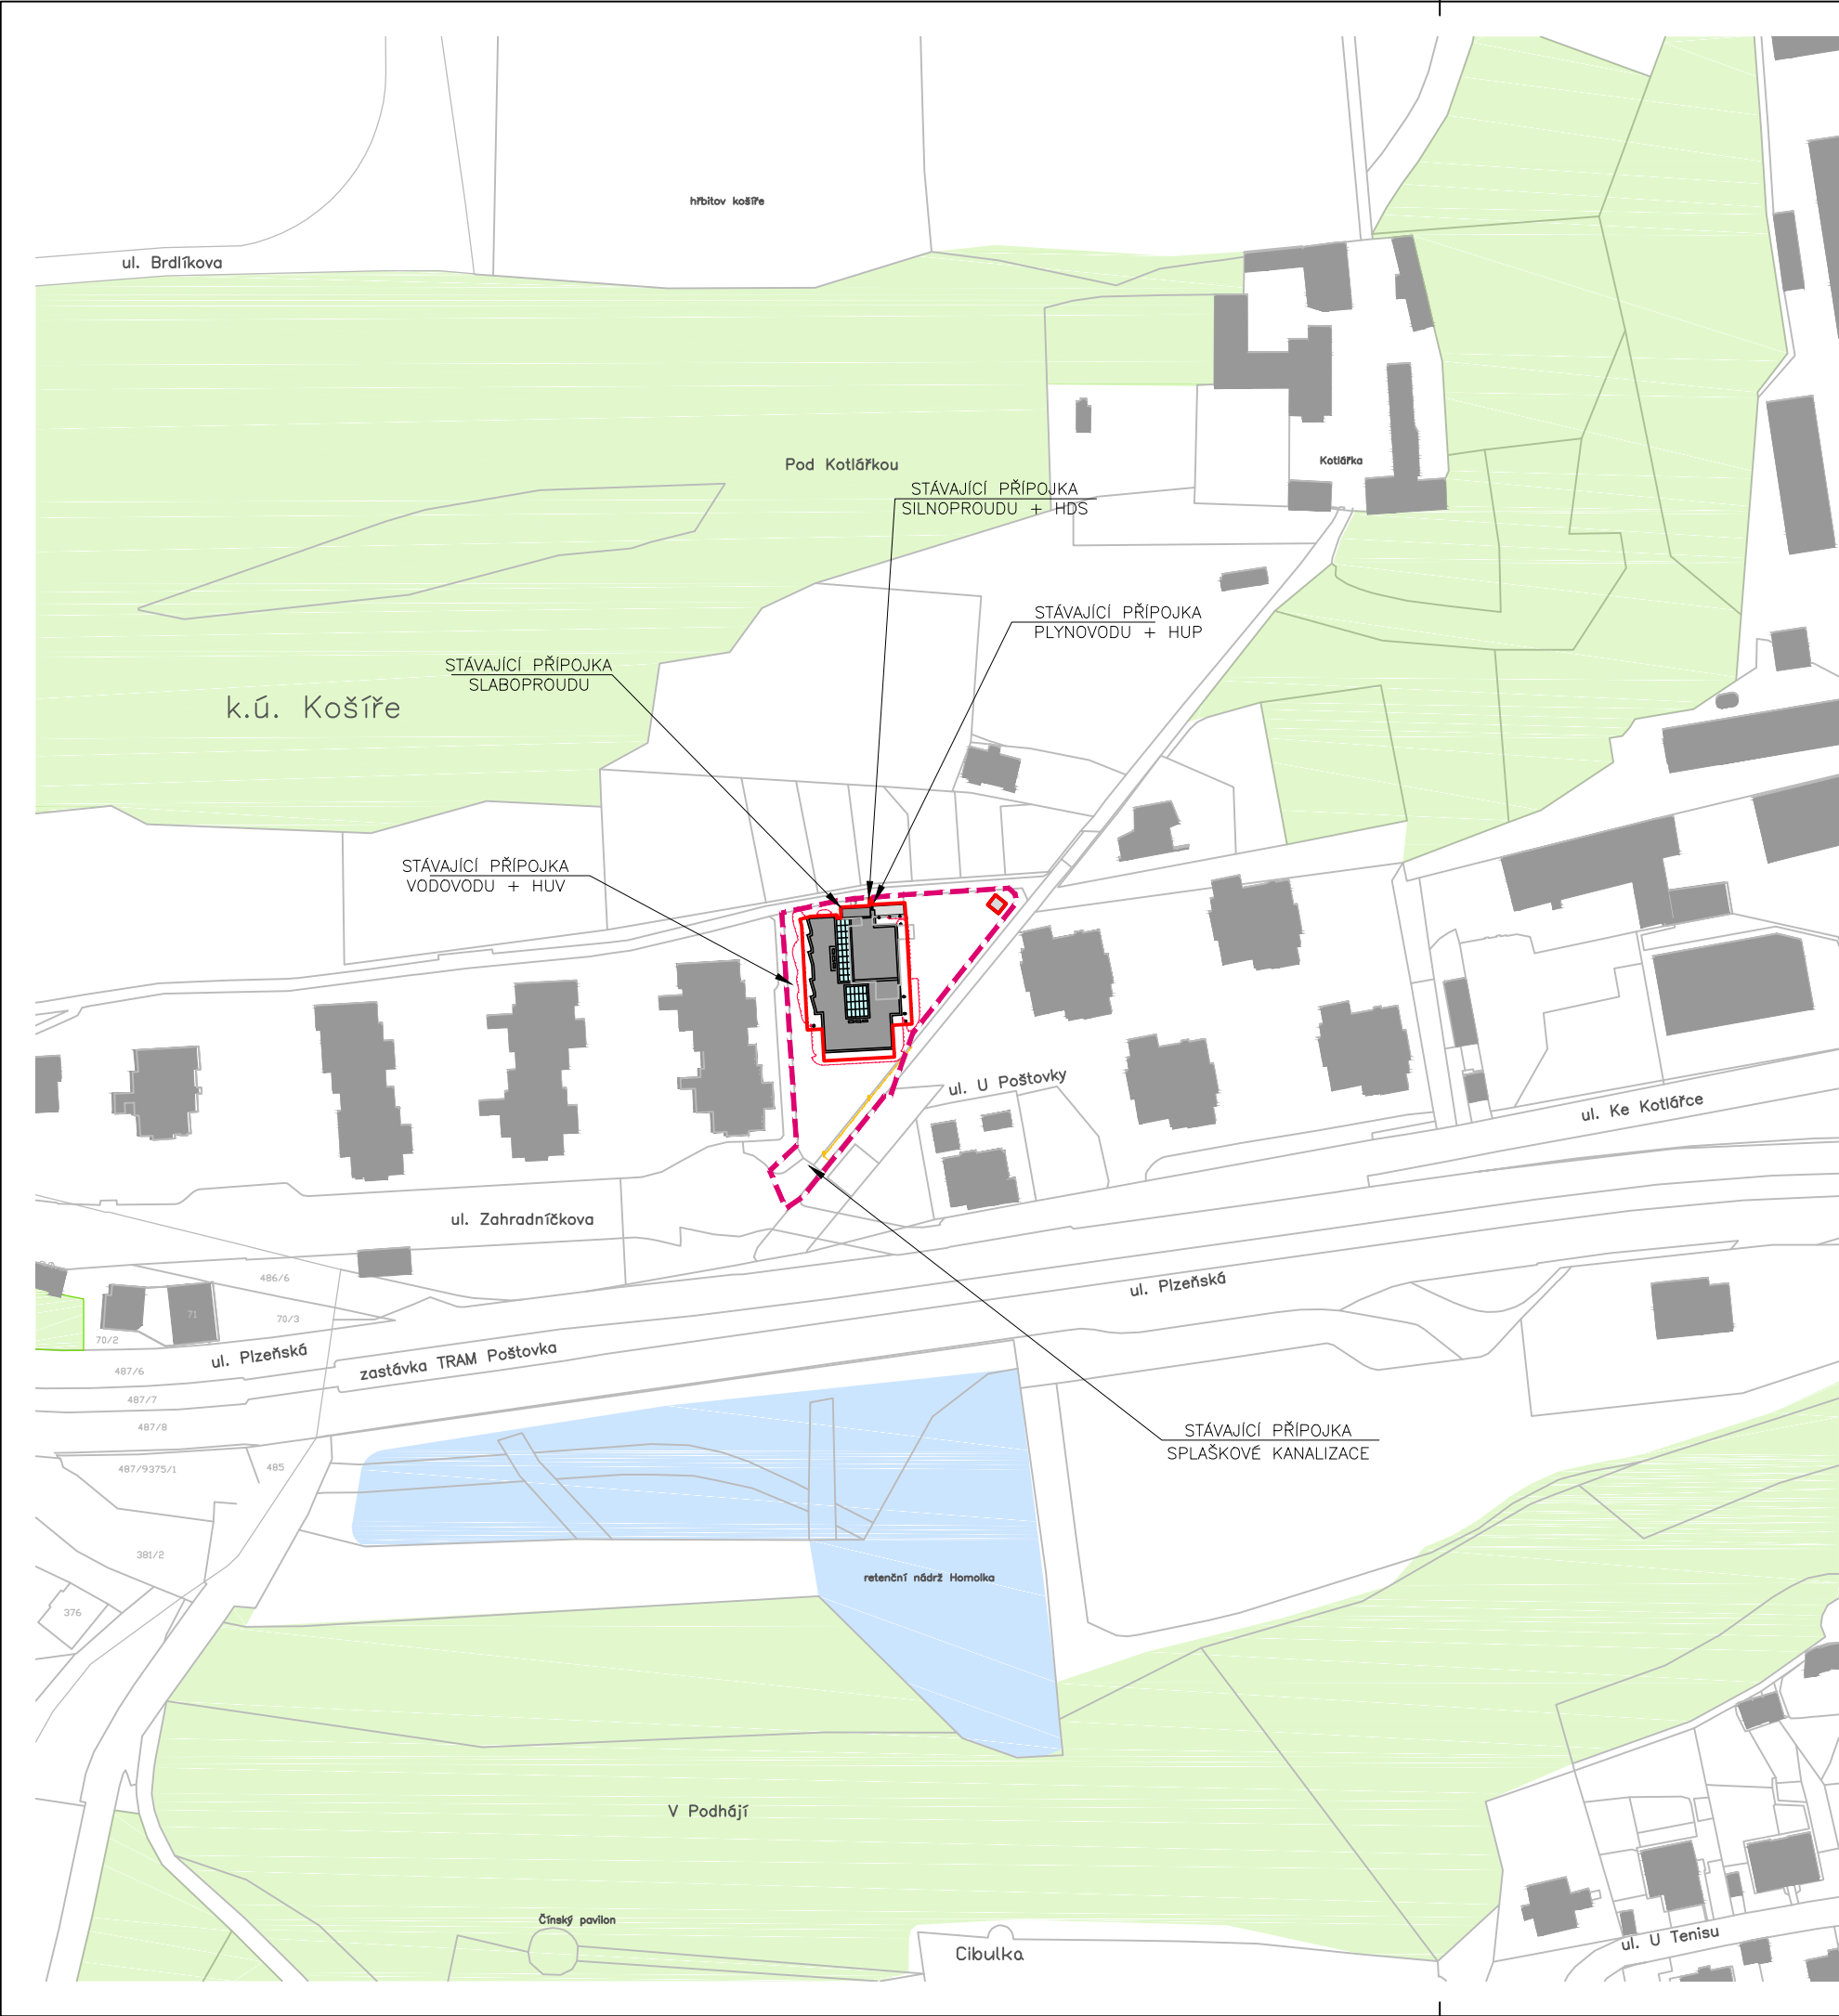 hřbitov košíře
ul. Brdlíkova
Pod Kotlářkou
Kotlářka
STÁVAJÍCÍ PŘÍPOJKA
SILNOPROUDU + HDS
STÁVAJÍCÍ PŘÍPOJKA
PLYNOVODU + HUP
STÁVAJÍCÍ PŘÍPOJKA
SLABOPROUDU
k.ú. Košíře
STÁVAJÍCÍ PŘÍPOJKA
VODOVODU + HUV
ul. U Poštovky
ul. Ke Kotlářce
ul. Zahradníčkova
486/6
ul. Plzeňská
71
70/3
70/2
ul. Plzeňská
zastávka TRAM Poštovka
487/6
487/7
487/8
STÁVAJÍCÍ PŘÍPOJKA
SPLAŠKOVÉ KANALIZACE
487/9375/1
485
381/2
retenční nádrž Homolka
376
V Podhájí
Čínský pavilon
Cibulka
ul. U Tenisu